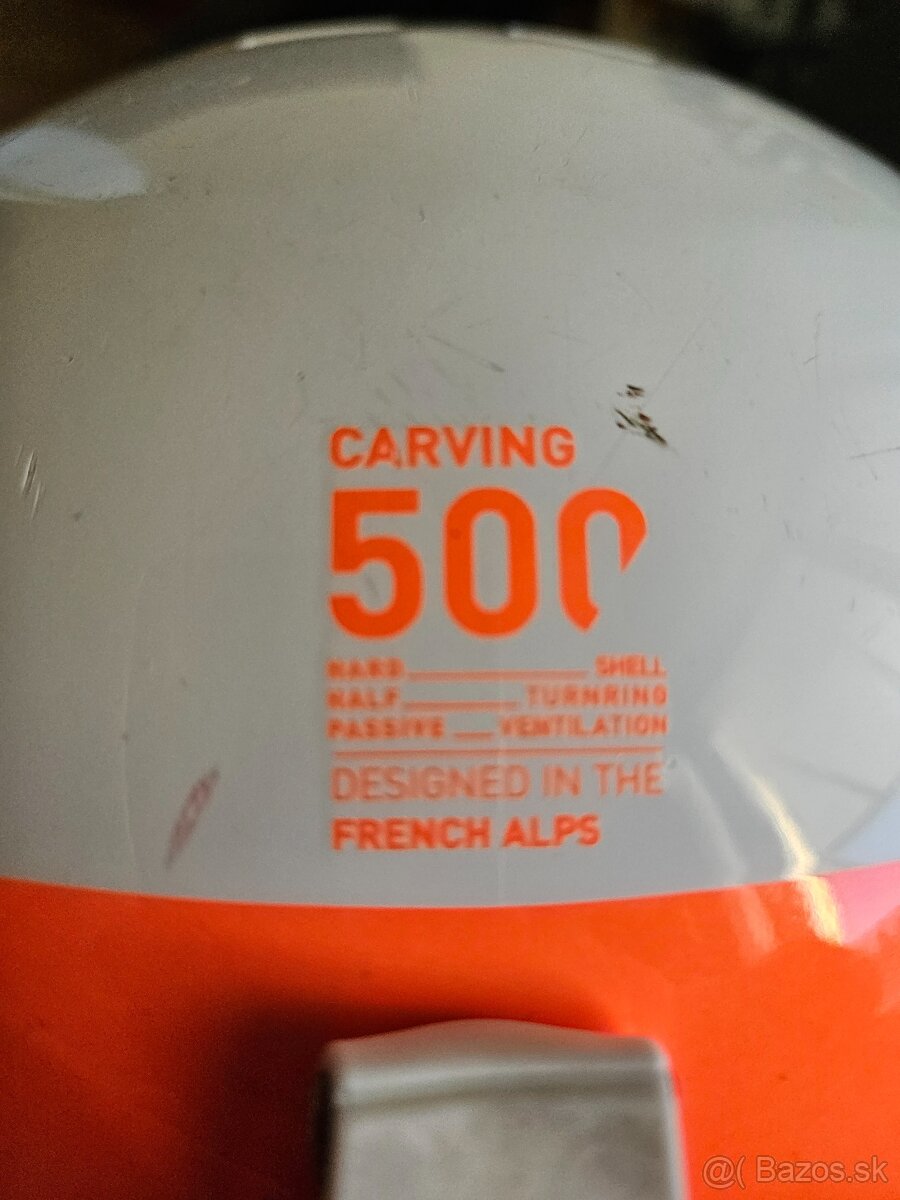 CARVING
500
HARD SHELL
HALF TURNRING
PASSIVE VENTILATION
DESIGNED IN THE
FRENCH ALPS
@( Bazos.sk